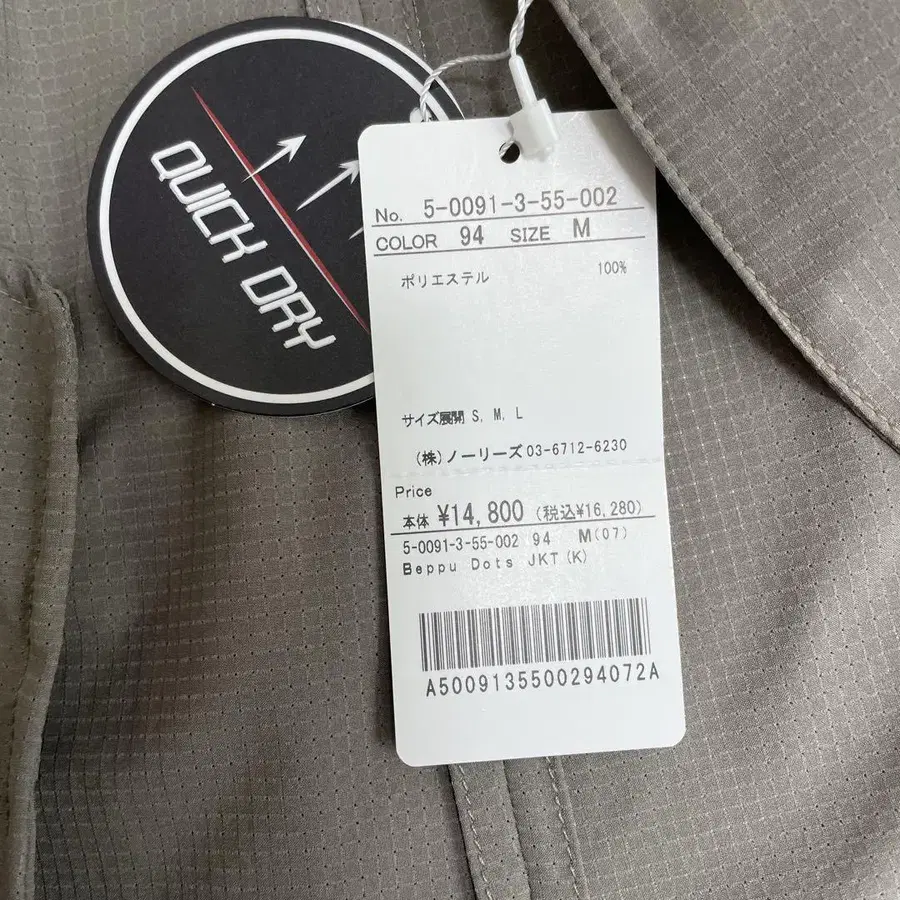 QUICK DRY
No. 5-0091-3-55-002
COLOR 94 SIZE M
ポリエステル 100%
サイズ展開 S, M, L
(株)ノーリーズ 03-6712-6230
Price
本体 ¥14,800 (税込¥16,280)
5-0091-3-55-002 94 M(07)
Beppu Dots JKT(K)
A5009135500294072A